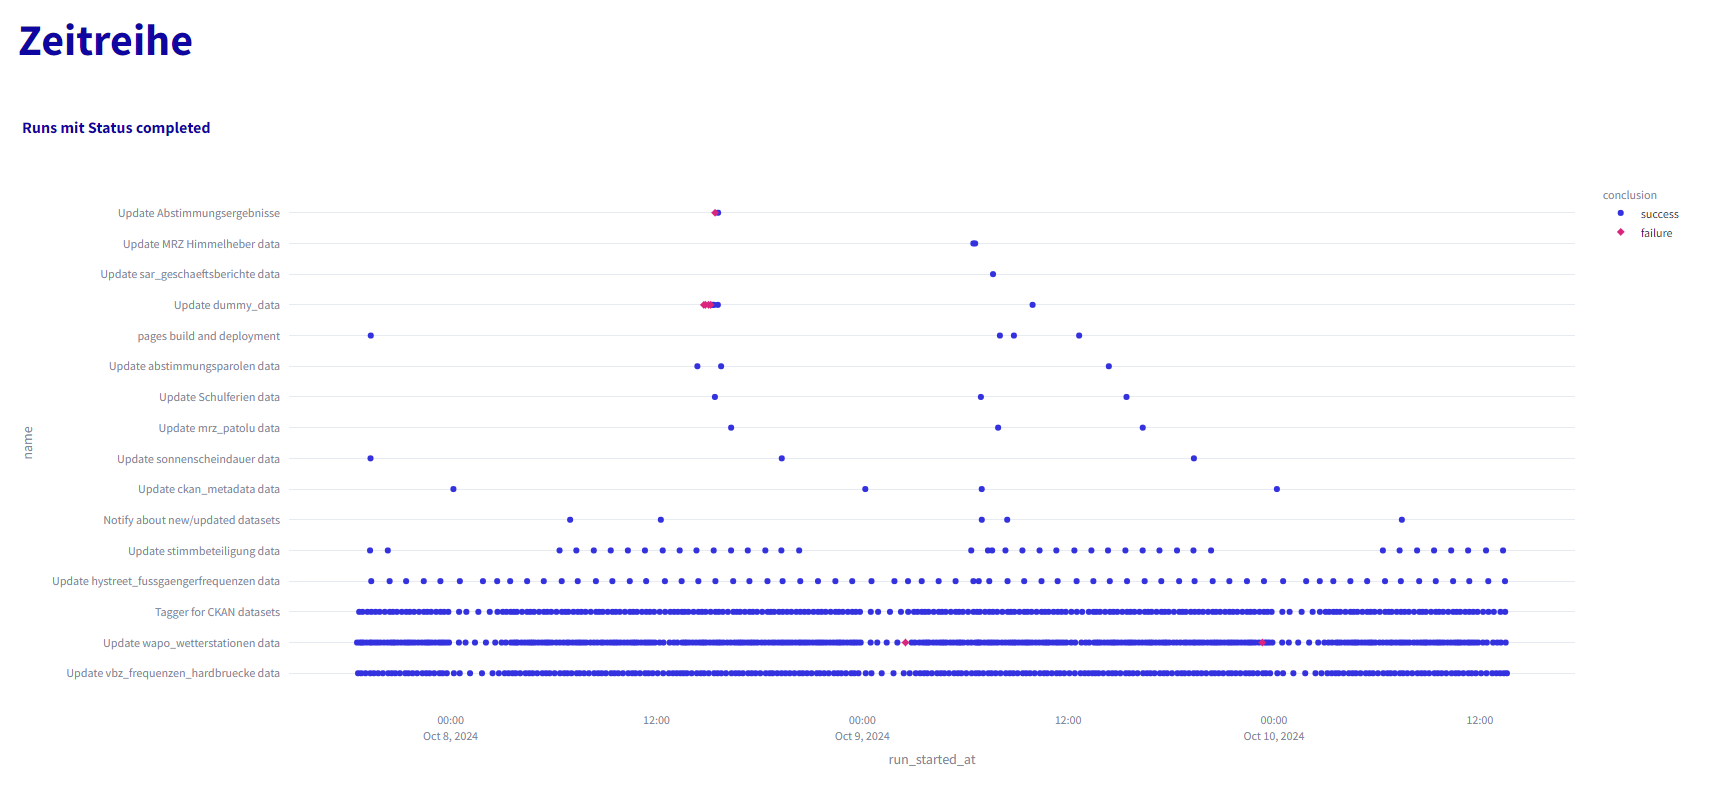 Zeitreihe
Runs mit Status completed
conclusion
success
failure
name
Update Abstimmungsergebnisse
Update MRZ Himmelheber data
Update sar_geschaeftsberichte data
Update dummy_data
pages build and deployment
Update abstimmungsparolen data
Update Schulferien data
Update mrz_patolu data
Update sonnenscheindauer data
Update ckan_metadata data
Notify about new/updated datasets
Update stimmbeteiligung data
Update hystreet_fussgaengerfrequenzen data
Tagger for CKAN datasets
Update wapo_wetterstationen data
Update vbz_frequenzen_hardbruecke data
00:00 12:00 00:00 12:00 00:00 12:00
Oct 8, 2024 Oct 9, 2024 Oct 10, 2024
run_started_at